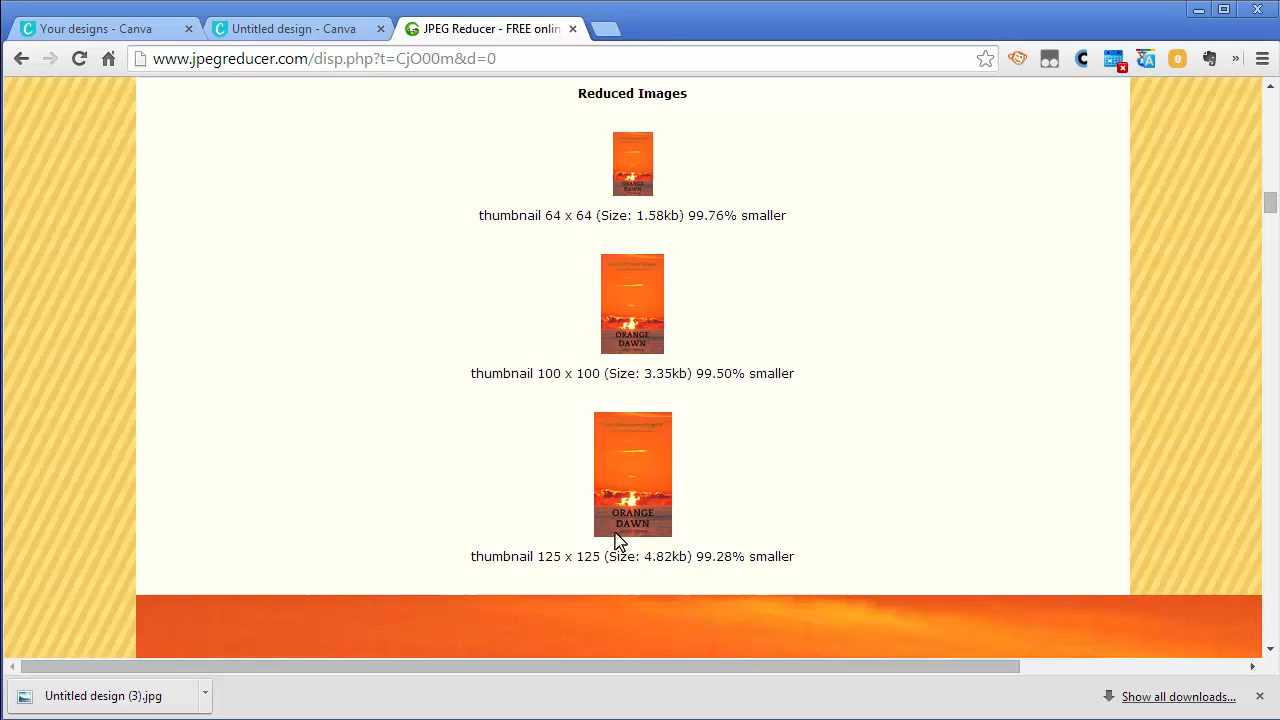 Your designs - Canva
Untitled design - Canva
JPEG Reducer - FREE onlin
www.jpegreducer.com/disp.php?t=CjO00m&d=0
Reduced Images
ORANGE
DAWN
thumbnail 64 x 64 (Size: 1.58kb) 99.76% smaller
ORANGE
DAWN
thumbnail 100 x 100 (Size: 3.35kb) 99.50% smaller
ORANGE
DAWN
thumbnail 125 x 125 (Size: 4.82kb) 99.28% smaller
Untitled design (3).jpg
Show all downloads...